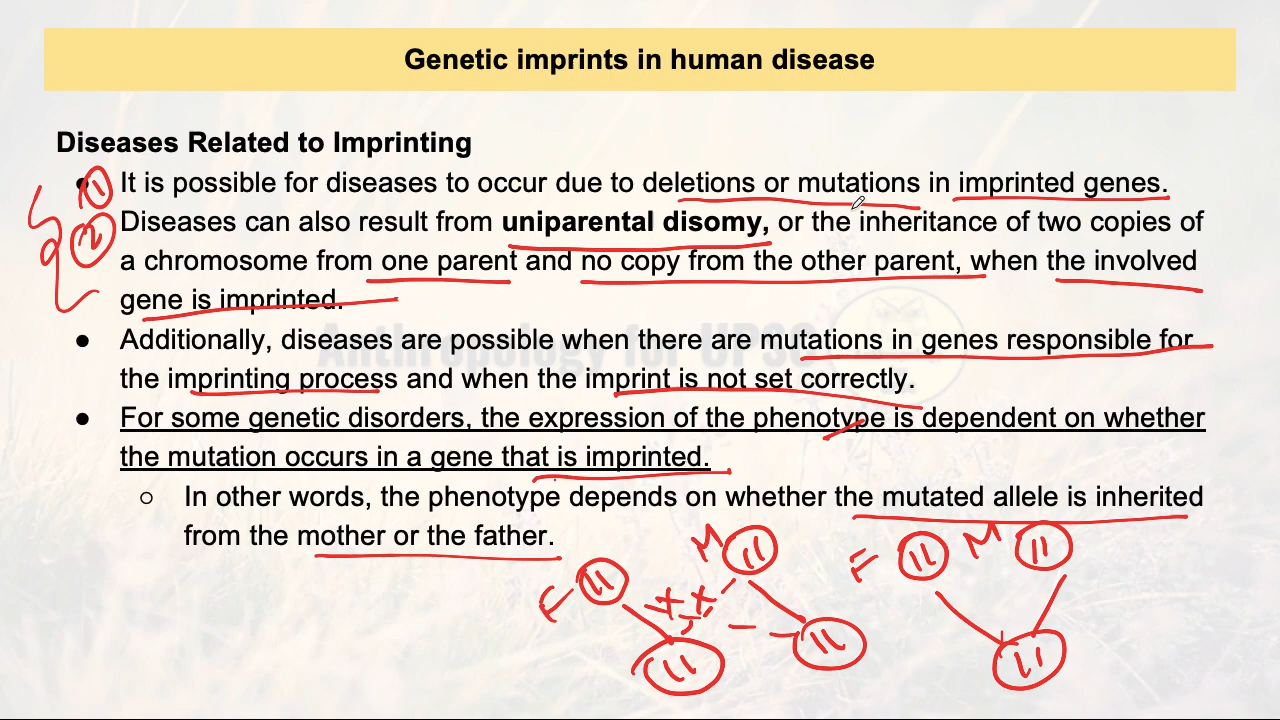 Genetic imprints in human disease
Diseases Related to Imprinting
1 It is possible for diseases to occur due to deletions or mutations in imprinted genes.
2 Diseases can also result from uniparental disomy, or the inheritance of two copies of
a chromosome from one parent and no copy from the other parent, when the involved
gene is imprinted.
Anthropology for UPSC
● Additionally, diseases are possible when there are mutations in genes responsible for
the imprinting process and when the imprint is not set correctly.
● For some genetic disorders, the expression of the phenotype is dependent on whether
the mutation occurs in a gene that is imprinted.
○ In other words, the phenotype depends on whether the mutated allele is inherited
from the mother or the father.
F M F M